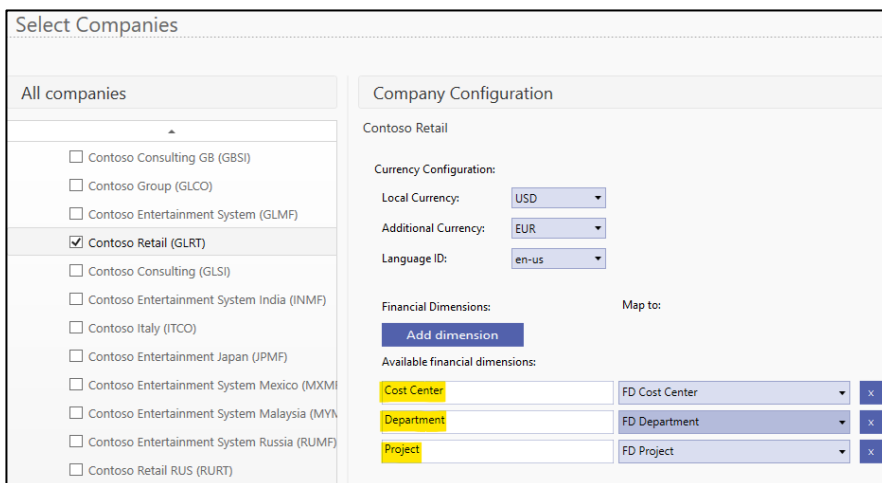 Select Companies
All companies
Contoso Consulting GB (GBSI)
Contoso Group (GLCO)
Contoso Entertainment System (GLMF)
Contoso Retail (GLRT)
Contoso Consulting (GLSI)
Contoso Entertainment System India (INMF)
Contoso Italy (ITCO)
Contoso Entertainment Japan (JPMF)
Contoso Entertainment System Mexico (MXM
Contoso Entertainment System Malaysia (MY
Contoso Entertainment System Russia (RUMF)
Contoso Retail RUS (RURT)
Company Configuration
Contoso Retail
Currency Configuration:
Local Currency: USD
Additional Currency: EUR
Language ID: en-us
Financial Dimensions: Map to:
Add dimension
Available financial dimensions:
Cost Center FD Cost Center x
Department FD Department x
Project FD Project x